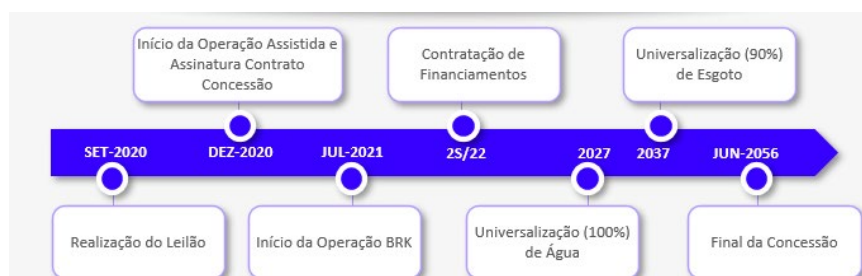 Início da Operação Assistida e
Assinatura Contrato
Concessão
Contratação de
Financiamentos
Universalização (90%)
de Esgoto
SET-2020
DEZ-2020
JUL-2021
2S/22
2027
2037
JUN-2056
Realização do Leilão
Início da Operação BRK
Universalização (100%)
de Água
Final da Concessão